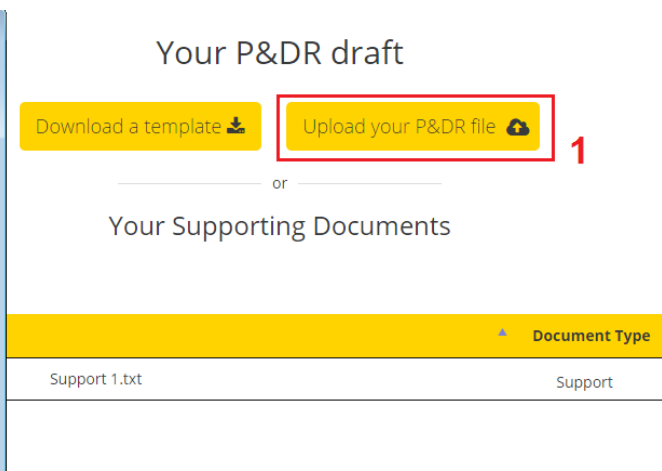 Your P&DR draft
Download a template Upload your P&DR file 1
or
Your Supporting Documents
Document Type
Support 1.txt Support